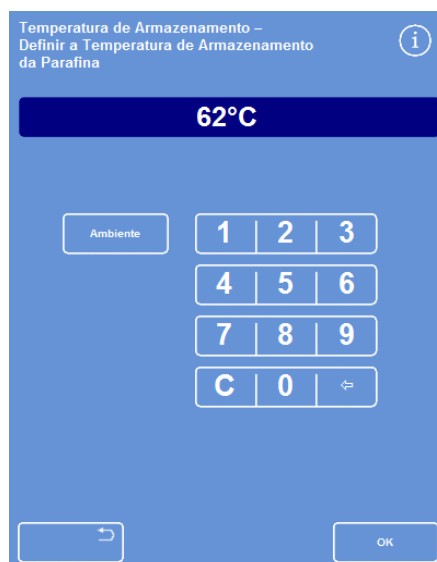 Temperatura de Armazenamento –
Definir a Temperatura de Armazenamento
da Parafina
i
62°C
Ambiente
1 2 3
4 5 6
7 8 9
C 0 ⇦
OK